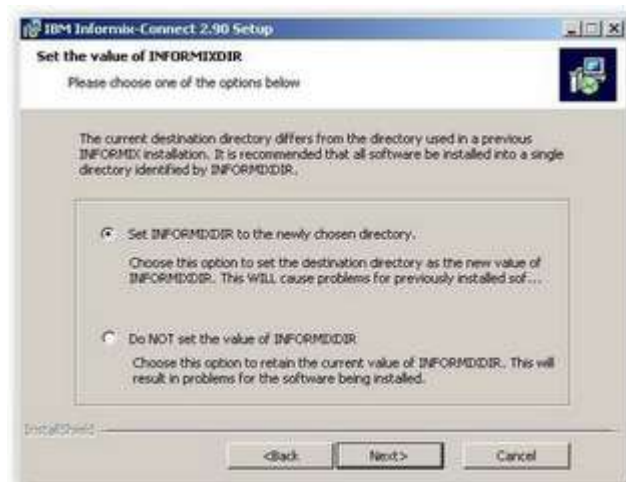 IBM Informix-Connect 2.90 Setup
Set the value of INFORMIXDIR
Please choose one of the options below
The current destination directory differs from the directory used in a previous
INFORMIX installation. It is recommended that all software be installed into a single
directory identified by INFORMIXDIR.
Set INFORMIXDIR to the newly chosen directory.
Choose this option to set the destination directory as the new value of
INFORMIXDIR. This WILL cause problems for previously installed sof...
Do NOT set the value of INFORMIXDIR
Choose this option to retain the current value of INFORMIXDIR. This will
result in problems for the software being installed.
InstallShield
<Back Next> Cancel